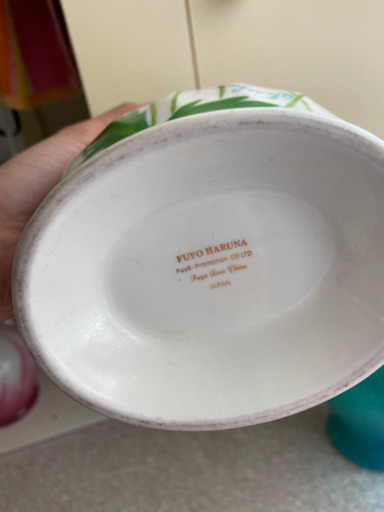 FUYO HARUNA
FUYO PROMOTION CO LTD
Fuyo Bone China
JAPAN